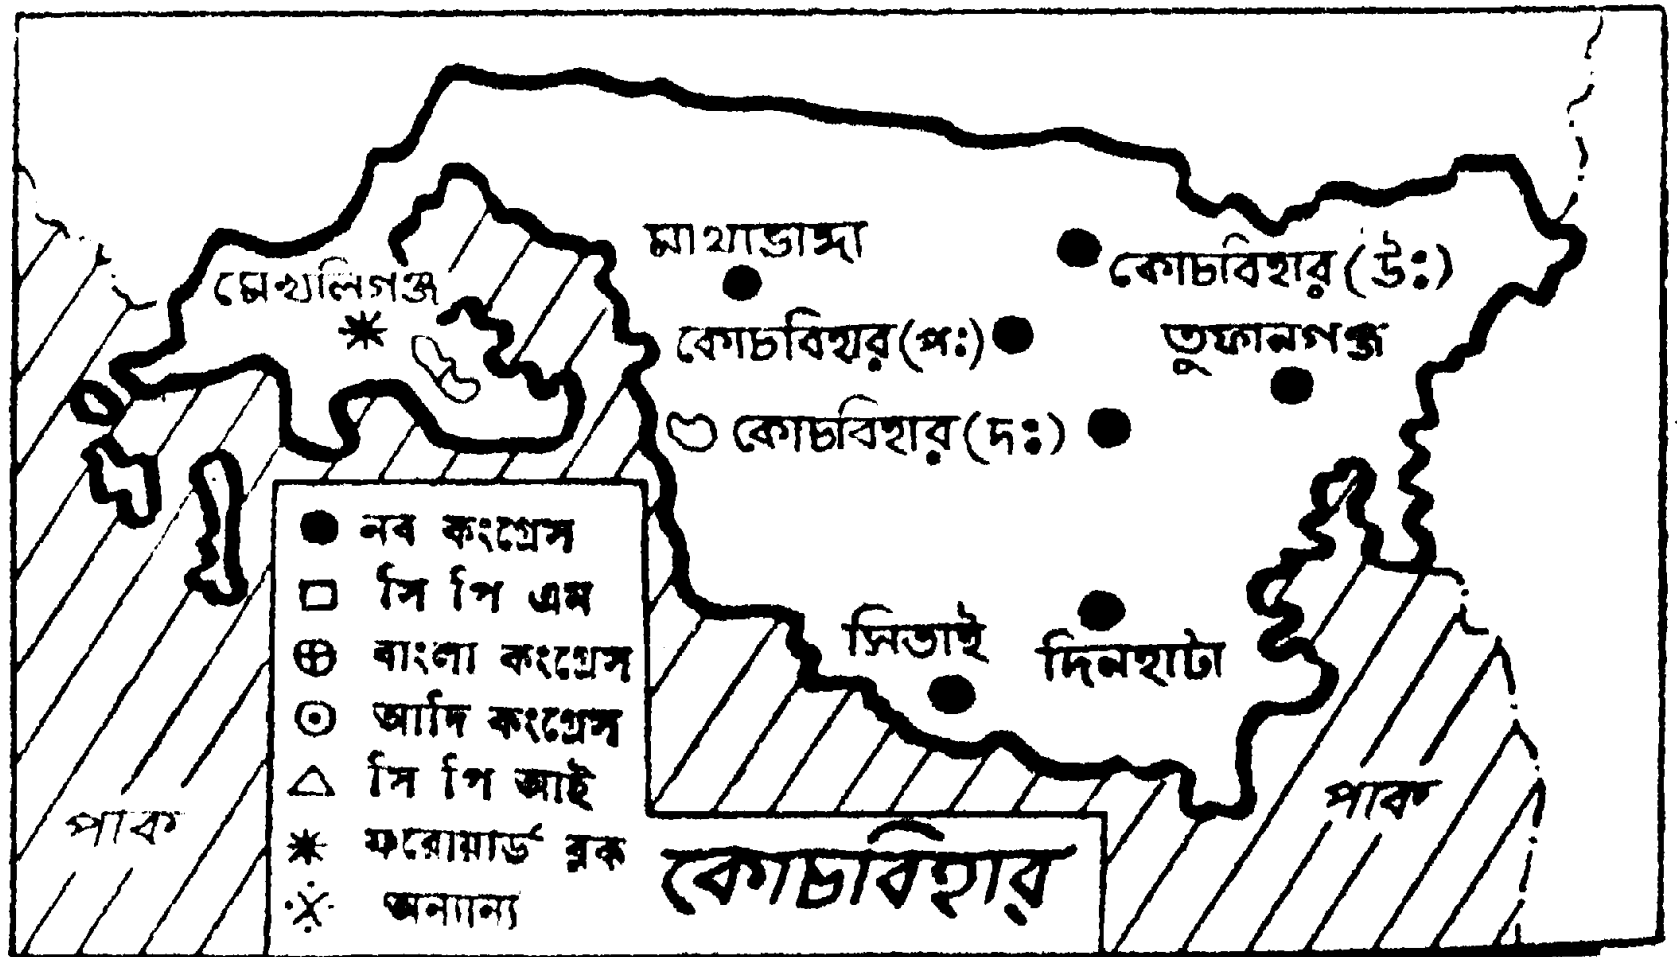 মাথাভাঙ্গা
কোচবিহার (উঃ)
মেখলিগঞ্জ
কোচবিহার (পঃ)
তুফানগঞ্জ
কোচবিহার (দঃ)
নব কংগ্রেস
সি পি এম
সিতাই
দিনহাটা
বাংলা কংগ্রেস
আদি কংগ্রেস
সি পি আই
পাক
পাক
ফরোয়ার্ড ব্লক
কোচবিহার
অন্যান্য